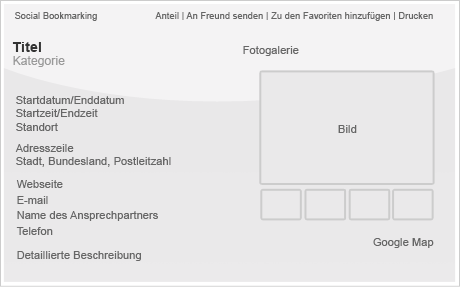 Social Bookmarking
Anteil | An Freund senden | Zu den Favoriten hinzufügen | Drucken
Titel
Kategorie
Fotogalerie
Startdatum/Enddatum
Startzeit/Endzeit
Standort
Bild
Adresszeile
Stadt, Bundesland, Postleitzahl
Webseite
E-mail
Name des Ansprechpartners
Telefon
Google Map
Detaillierte Beschreibung